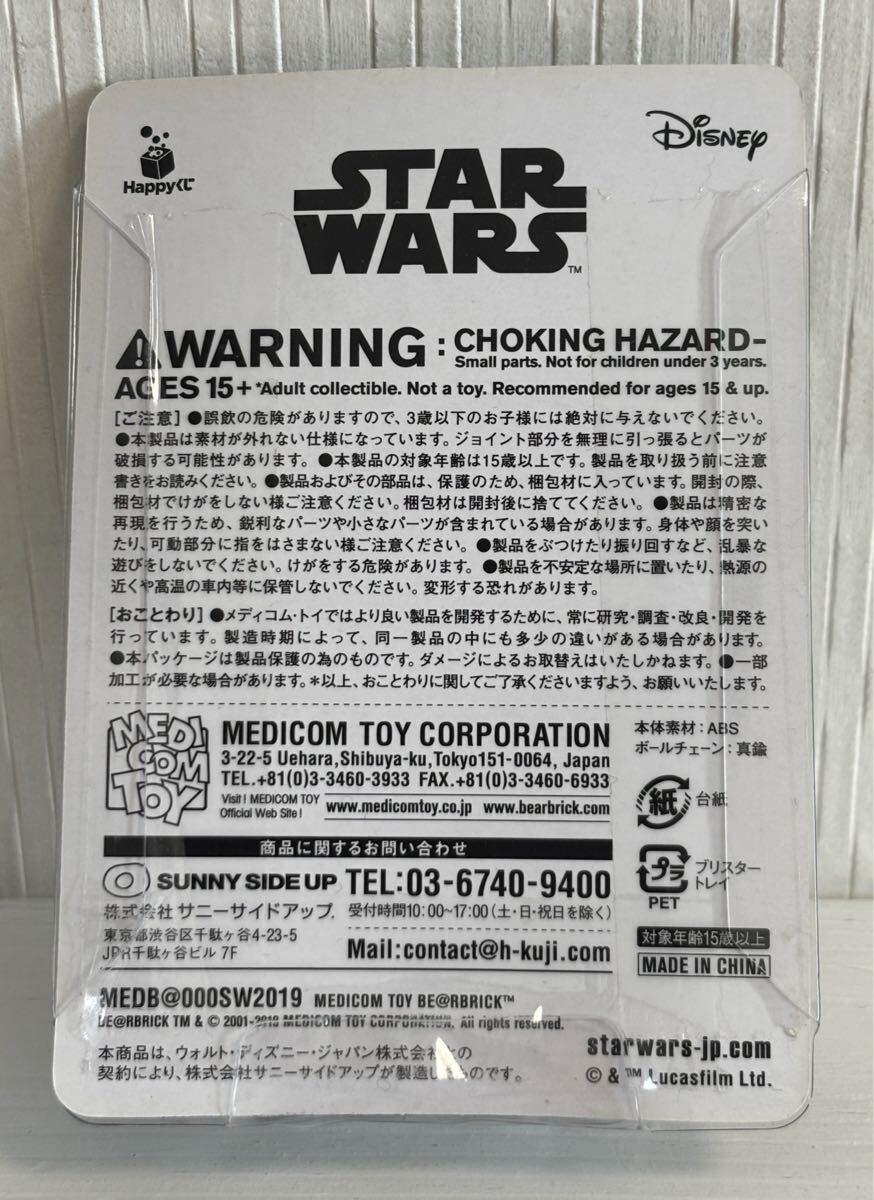 Happyくじ
Disney
STAR
WARS
TM
WARNING : CHOKING HAZARD-
Small parts. Not for children under 3 years.
AGES 15+ *Adult collectible. Not a toy. Recommended for ages 15 & up.
[ご注意] ●誤飲の危険がありますので、3歳以下のお子様には絶対に与えないでください。
●本製品は素材が外れない仕様になっています。ジョイント部分を無理に引っ張るとパーツが
破損する可能性があります。 ●本製品の対象年齢は15歳以上です。製品を取り扱う前に注意
書きをお読みください。●製品およびその部品は、保護のため、梱包材に入っています。開封の際、
梱包材でけがをしない様ご注意ください。梱包材は開封後に捨ててください。 ●製品は精密な
再現を行うため、鋭利なパーツや小さなパーツが含まれている場合があります。身体や顔を突い
たり、可動部分に指をはさまない様ご注意ください。 ●製品をぶつけたり振り回すなど、乱暴な
遊びをしないでください。けがをする危険があります。 ●製品を不安定な場所に置いたり、熱源の
近くや高温の車内等に保管しないでください。変形する恐れがあります。
[おことわり] ●メディコム・トイではより良い製品を開発するために、常に研究・調査・改良・開発を
行っています。製造時期によって、同一製品の中にも多少の違いがある場合があります。
●本パッケージは製品保護の為のものです。ダメージによるお取替えはいたしかねます。 ●一部
加工が必要な場合があります。*以上、おことわりに関してご了承くださいますよう、お願いいたします。
MEDI
COM
TOY
MEDICOM TOY CORPORATION
3-22-5 Uehara,Shibuya-ku,Tokyo151-0064, Japan
TEL.+81(0)3-3460-3933 FAX.+81(0)3-3460-6933
Visit! MEDICOM TOY
Official Web Site!
www.medicomtoy.co.jp www.bearbrick.com
本体素材:ABS
ボールチェーン:真鍮
紙
台紙
プラ
PET
ブリスター
トレイ
商品に関するお問い合わせ
SUNNY SIDE UP TEL:03-6740-9400
株式会社 サニーサイドアップ. 受付時間10:00~17:00(土・日・祝日を除く)
東京都渋谷区千駄ヶ谷4-23-5
JPR千駄ヶ谷ビル 7F
Mail:contact@h-kuji.com
対象年齢15歳以上
MADE IN CHINA
MEDB@000SW2019 MEDICOM TOY BE@RBRICK™
BE@RBRICK TM & © 2001-2018 MEDICOM TOY CORPORATION. All rights reserved.
本商品は、ウォルト・ディズニー・ジャパン株式会社との
契約により、株式会社サニーサイドアップが製造したものです。
starwars-jp.com
© & ™ Lucasfilm Ltd.